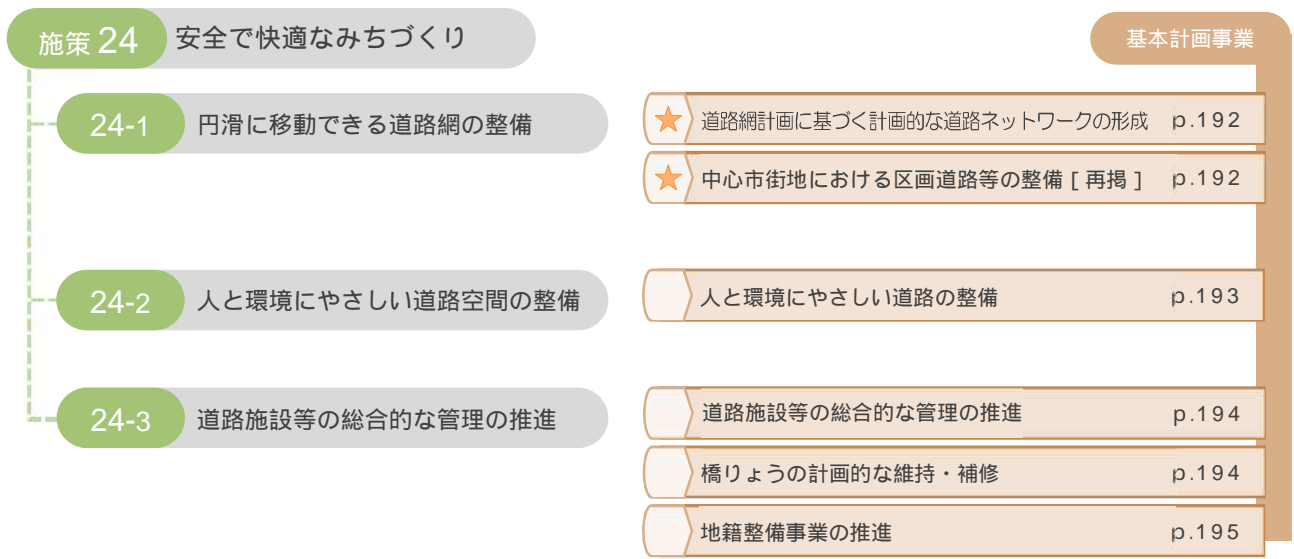 施策 24 安全で快適なみちづくり
基本計画事業
24-1 円滑に移動できる道路網の整備
道路網計画に基づく計画的な道路ネットワークの形成 p.192
中心市街地における区画道路等の整備[再掲] p.192
24-2 人と環境にやさしい道路空間の整備
人と環境にやさしい道路の整備 p.193
24-3 道路施設等の総合的な管理の推進
道路施設等の総合的な管理の推進 p.194
橋りょうの計画的な維持・補修 p.194
地籍整備事業の推進 p.195